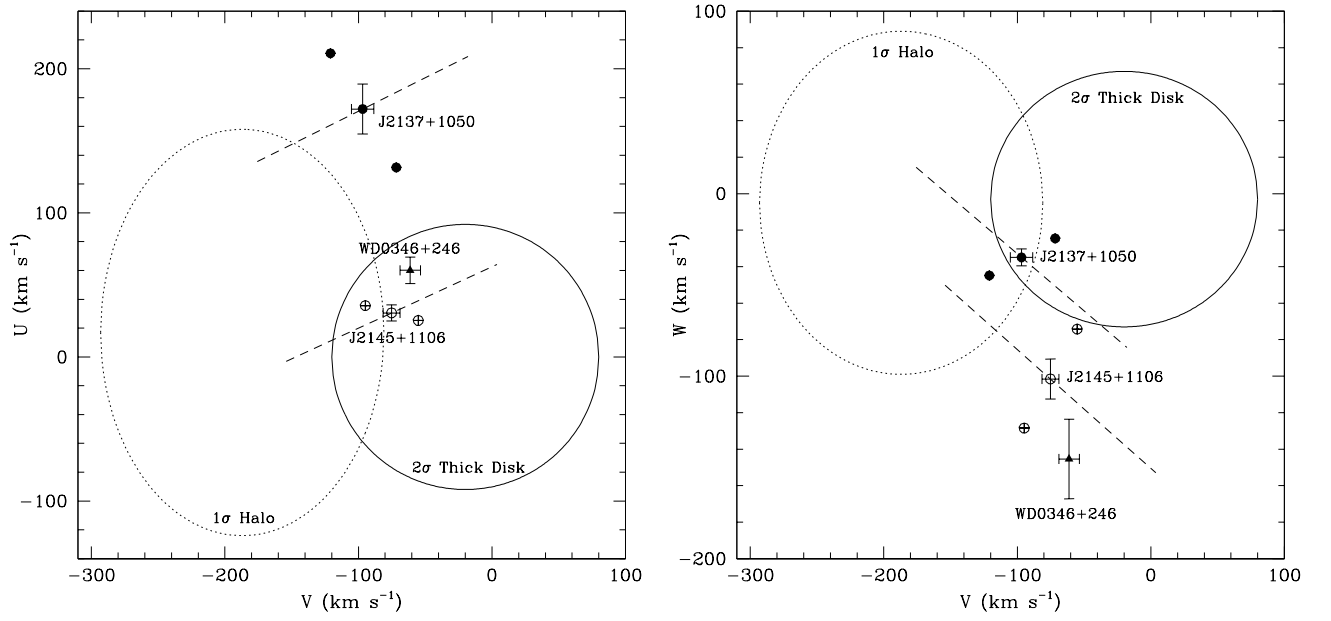 200
100
0
−100
U (km s⁻¹)
J2137+1050
WD0346+246
J2145+1106
2σ Thick Disk
1σ Halo
−300 −200 −100 0 100
V (km s⁻¹)
100
0
−100
−200
W (km s⁻¹)
1σ Halo
2σ Thick Disk
J2137+1050
J2145+1106
WD0346+246
−300 −200 −100 0 100
V (km s⁻¹)